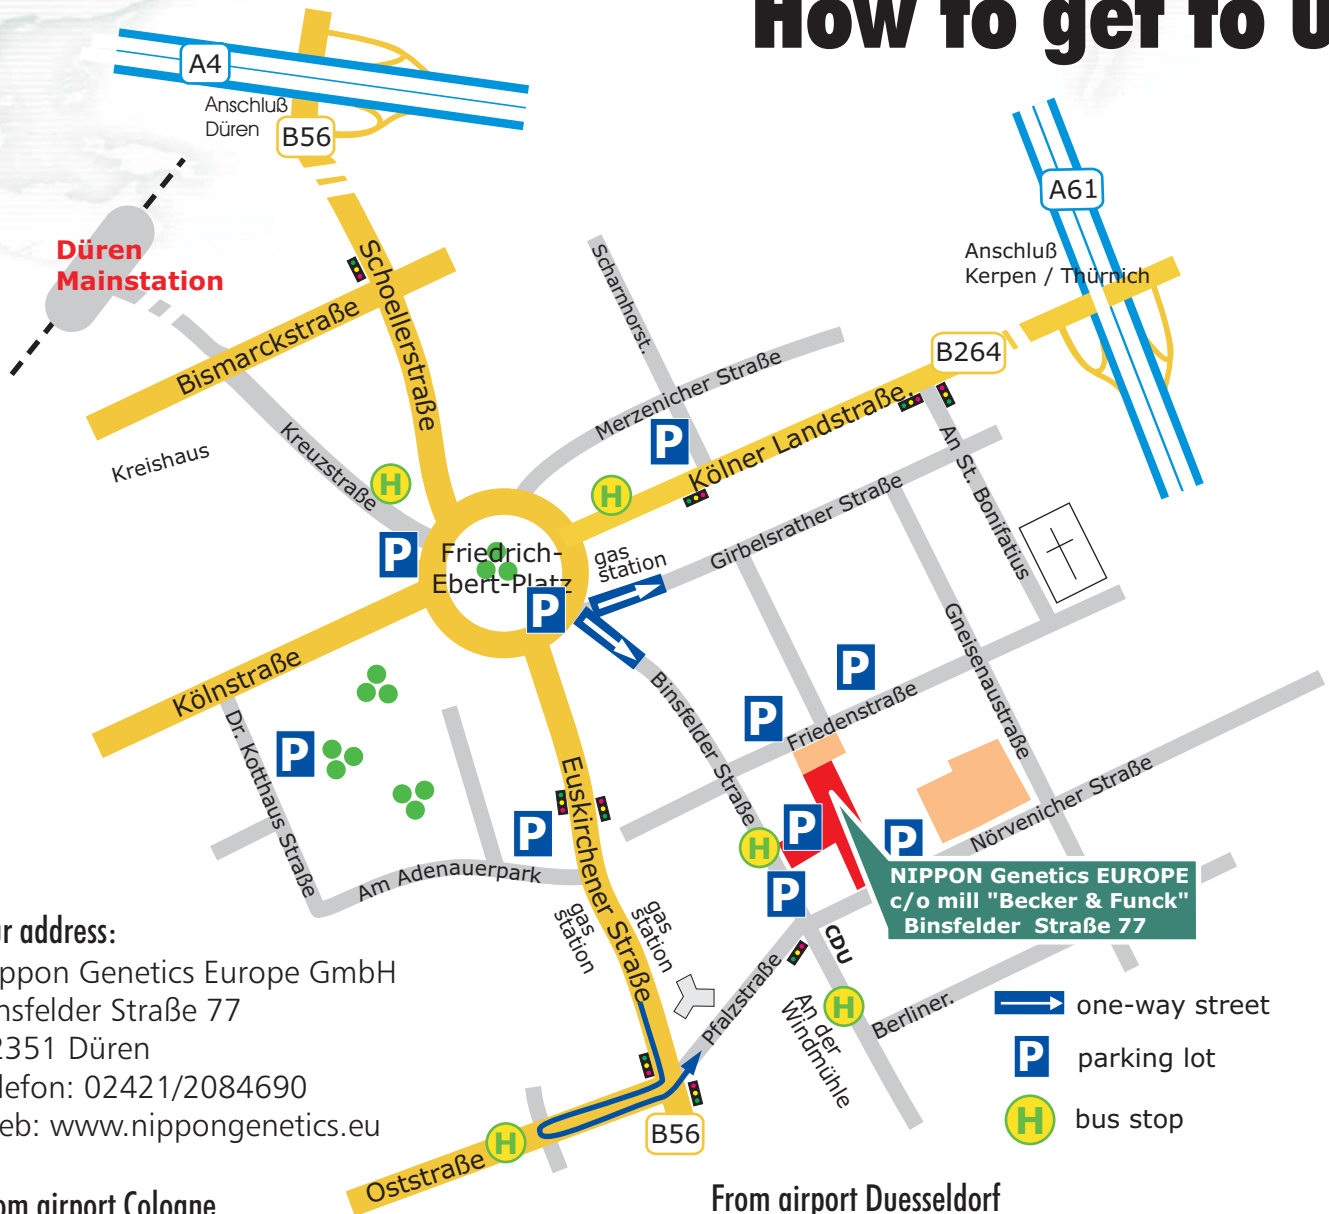 How to get to u
A4
Anschluß
Düren
B56
A61
Düren
Mainstation
Anschluß
Kerpen / Thürnich
B264
Schoellerstraße
Scharnhorst.
Bismarckstraße
Merzenicher Straße
Kölner Landstraße.
Kreishaus
Kreuzstraße
H
P
H
P
An St. Bonifatius
Girbelsrather Straße
Friedrich-
Ebert-Platz
gas
station
P
Gneisenaustraße
Kölnstraße
Binsfelder Straße
P
P
Friedenstraße
Dr. Kotthaus Straße
P
Euskirchener Straße
P
Am Adenauerpark
H
P
P
P
Nörvenicher Straße
NIPPON Genetics EUROPE
c/o mill "Becker & Funck"
Binsfelder Straße 77
gas
station
gas
station
CDU
Pfalzstraße
An der
Windmühle
H
Berliner.
ur address:
ppon Genetics Europe GmbH
nsfelder Straße 77
2351 Düren
lefon: 02421/2084690
eb: www.nippongenetics.eu
one-way street
P parking lot
H bus stop
B56
H
Oststraße
om airport Cologne
From airport Duesseldorf